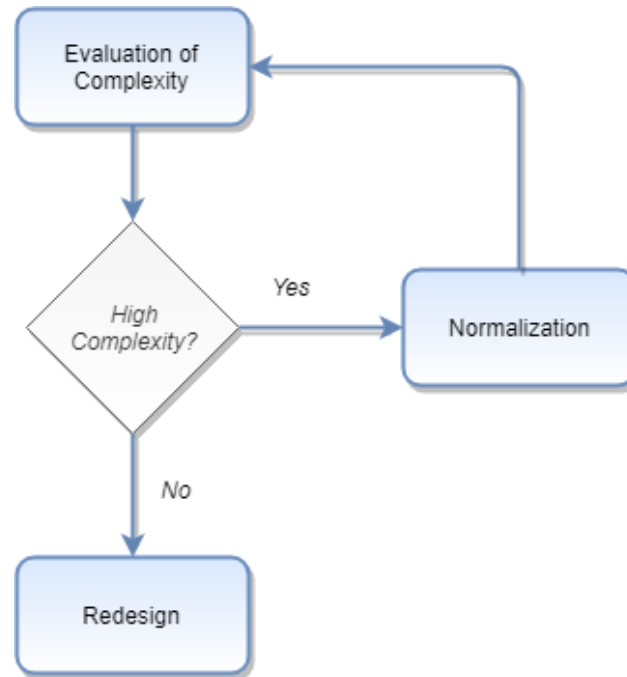 Evaluation of
Complexity
High
Complexity?
Yes
Normalization
No
Redesign